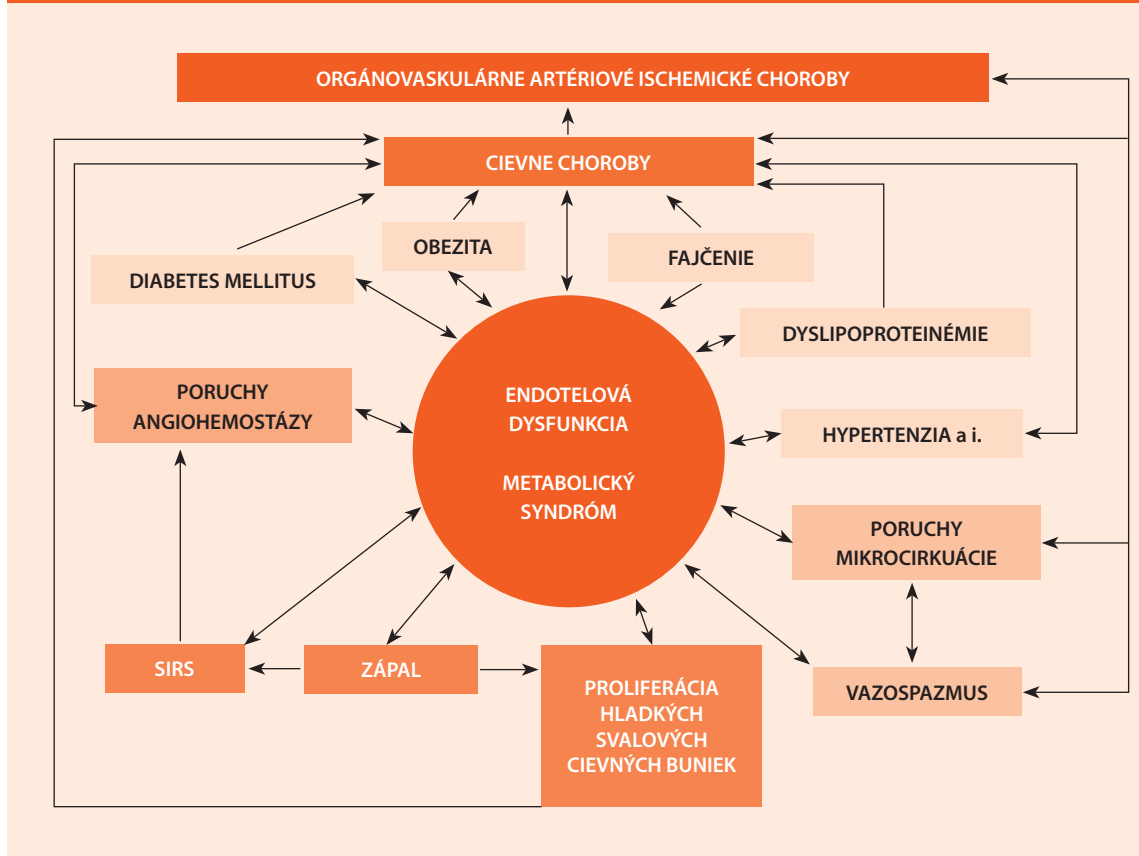 ORGÁNOVASKULÁRNE ARTÉRIOVÉ ISCHEMICKÉ CHOROBY
CIEVNE CHOROBY
OBEZITA
FAJČENIE
DIABETES MELLITUS
DYSLIPOPROTEINÉMIE
PORUCHY
ANGIOHEMOSTÁZY
ENDOTELOVÁ
DYSFUNKCIA
METABOLICKÝ
SYNDRÓM
HYPERTENZIA a i.
PORUCHY
MIKROCIRKUÁCIE
SIRS
ZÁPAL
PROLIFERÁCIA
HLADKÝCH
SVALOVÝCH
CIEVNÝCH BUNIEK
VAZOSPAZMUS